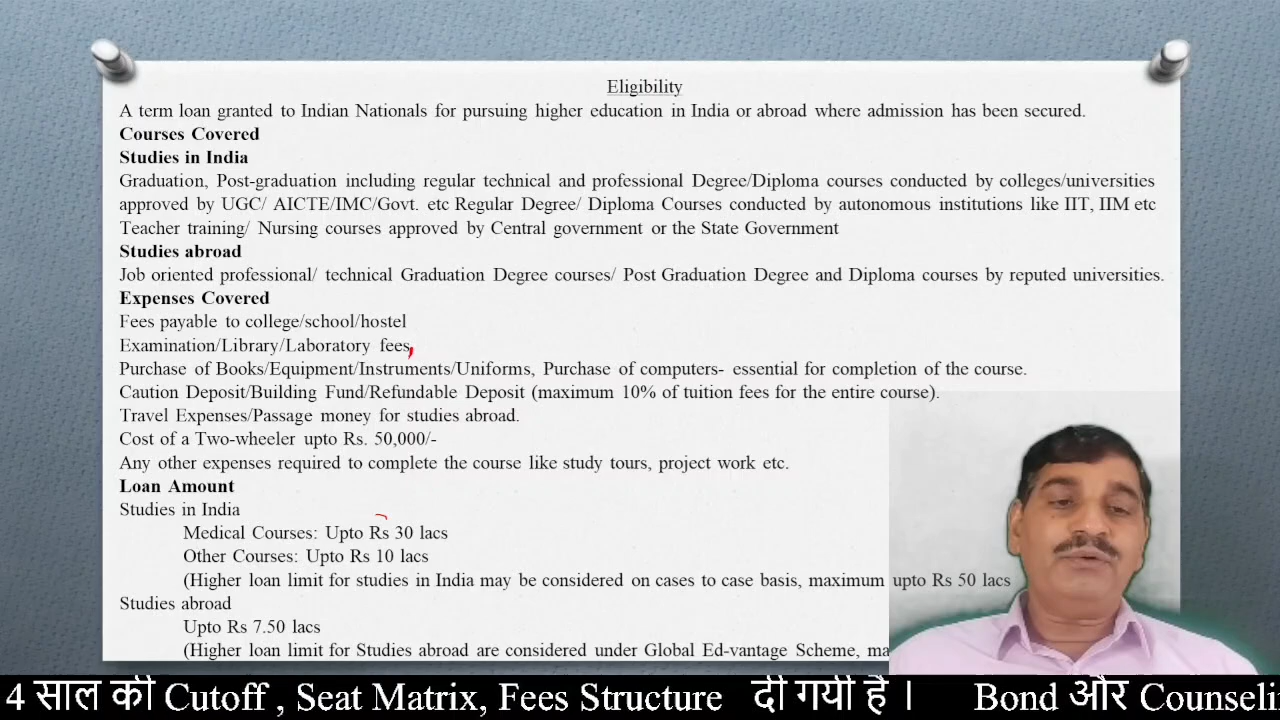 Eligibility
A term loan granted to Indian Nationals for pursuing higher education in India or abroad where admission has been secured.
Courses Covered
Studies in India
Graduation, Post-graduation including regular technical and professional Degree/Diploma courses conducted by colleges/universities
approved by UGC/ AICTE/IMC/Govt. etc Regular Degree/ Diploma Courses conducted by autonomous institutions like IIT, IIM etc
Teacher training/ Nursing courses approved by Central government or the State Government
Studies abroad
Job oriented professional/ technical Graduation Degree courses/ Post Graduation Degree and Diploma courses by reputed universities.
Expenses Covered
Fees payable to college/school/hostel
Examination/Library/Laboratory fees
Purchase of Books/Equipment/Instruments/Uniforms, Purchase of computers- essential for completion of the course.
Caution Deposit/Building Fund/Refundable Deposit (maximum 10% of tuition fees for the entire course).
Travel Expenses/Passage money for studies abroad.
Cost of a Two-wheeler upto Rs. 50,000/-
Any other expenses required to complete the course like study tours, project work etc.
Loan Amount
Studies in India
Medical Courses: Upto Rs 30 lacs
Other Courses: Upto Rs 10 lacs
(Higher loan limit for studies in India may be considered on cases to case basis, maximum upto Rs 50 lacs
Studies abroad
Upto Rs 7.50 lacs
(Higher loan limit for Studies abroad are considered under Global Ed-vantage Scheme, ma
4 साल की Cutoff , Seat Matrix, Fees Structure दी गयी है । Bond और Counseli